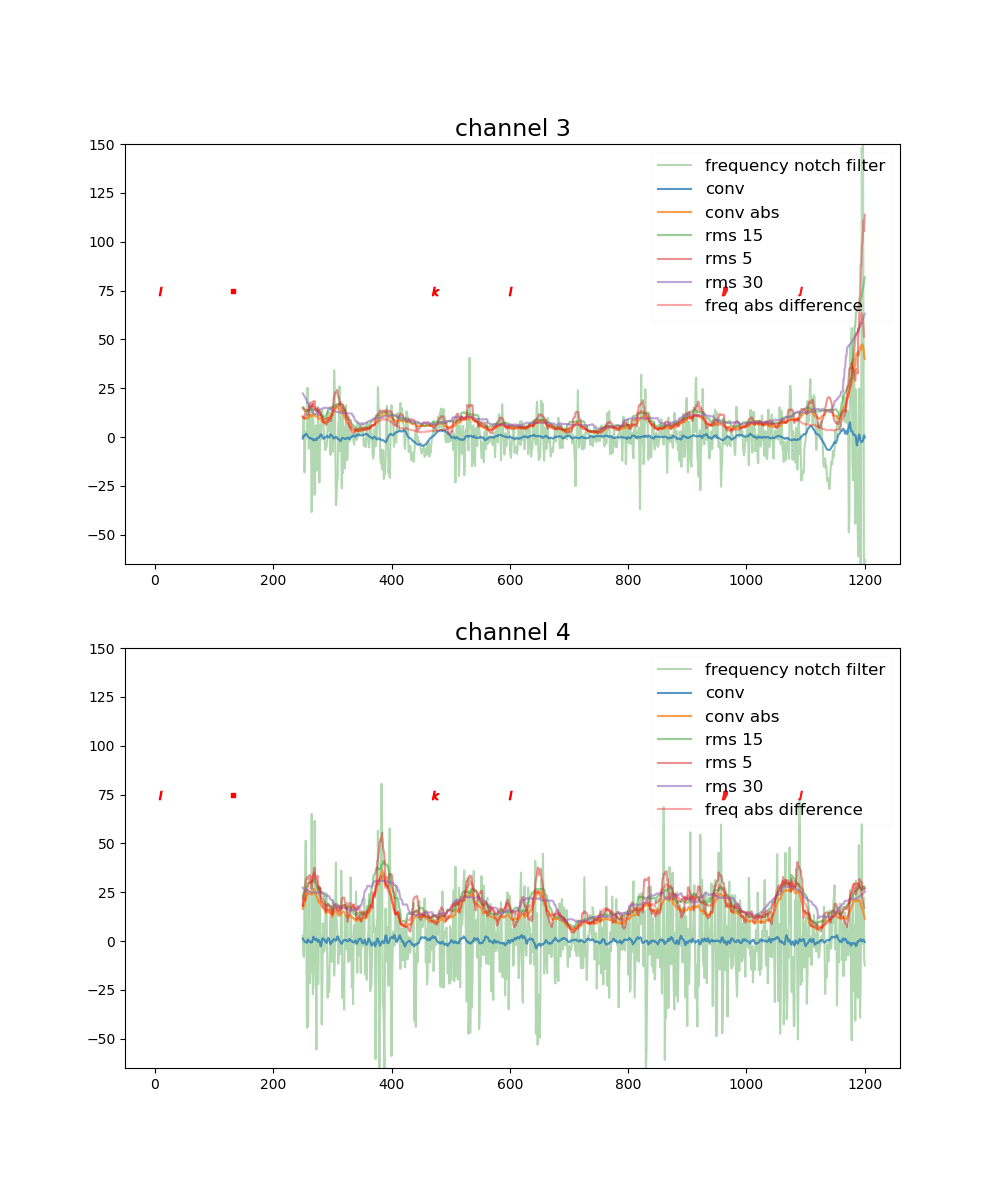 channel 3
150
125
100
75
50
25
0
−25
−50
frequency notch filter
conv
conv abs
rms 15
rms 5
rms 30
freq abs difference
l . k l l
0 200 400 600 800 1000 1200
channel 4
150
125
100
75
50
25
0
−25
−50
frequency notch filter
conv
conv abs
rms 15
rms 5
rms 30
freq abs difference
l . k l l
0 200 400 600 800 1000 1200